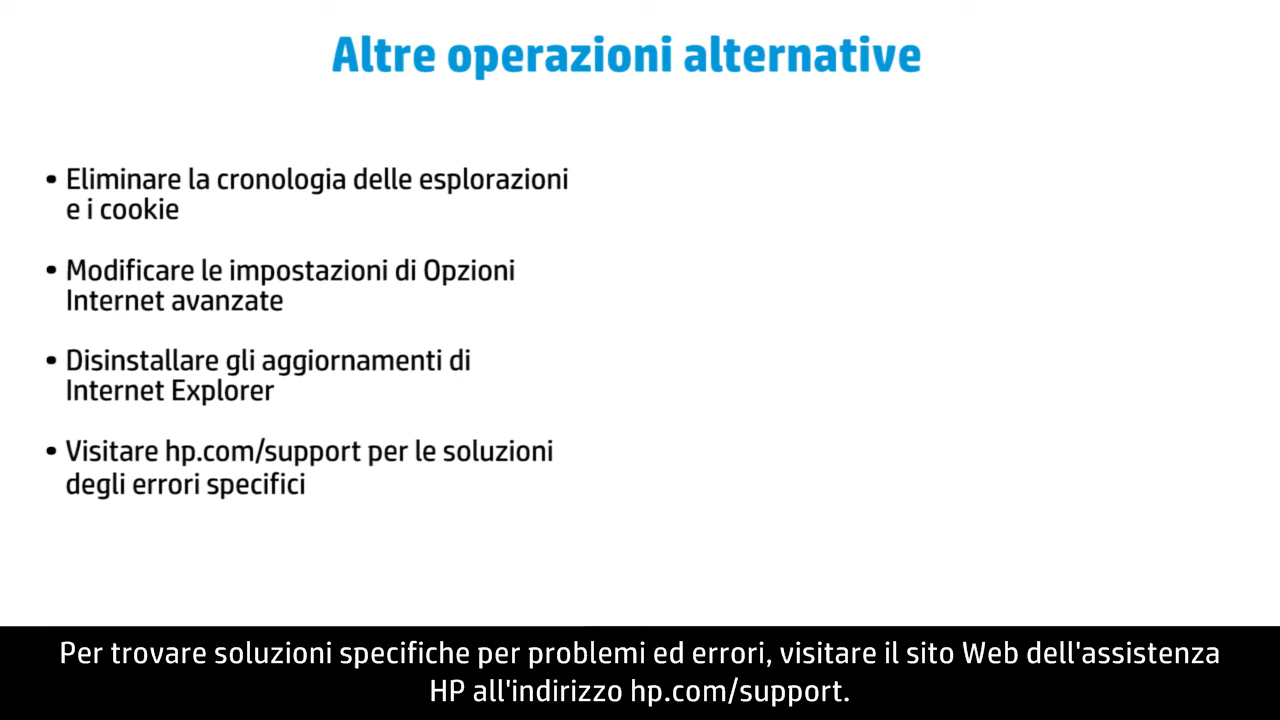 Altre operazioni alternative
• Eliminare la cronologia delle esplorazioni
e i cookie
• Modificare le impostazioni di Opzioni
Internet avanzate
• Disinstallare gli aggiornamenti di
Internet Explorer
• Visitare hp.com/support per le soluzioni
degli errori specifici
Per trovare soluzioni specifiche per problemi ed errori, visitare il sito Web dell'assistenza
HP all'indirizzo hp.com/support.